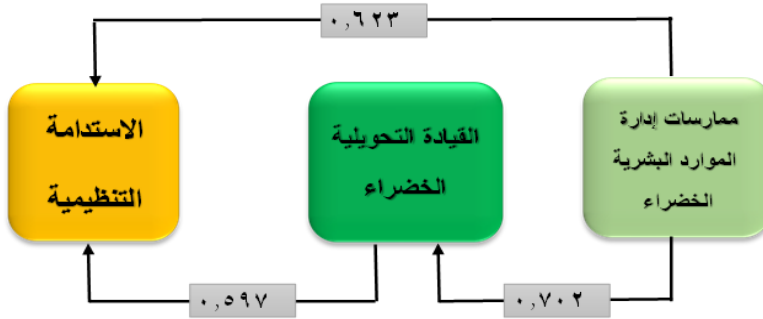 ٠,٦٢٣
ممارسات إدارة
الموارد البشرية
الخضراء
القيادة التحويلية
الخضراء
الاستدامة
التنظيمية
٠,٧٠٢
٠,٥٩٧